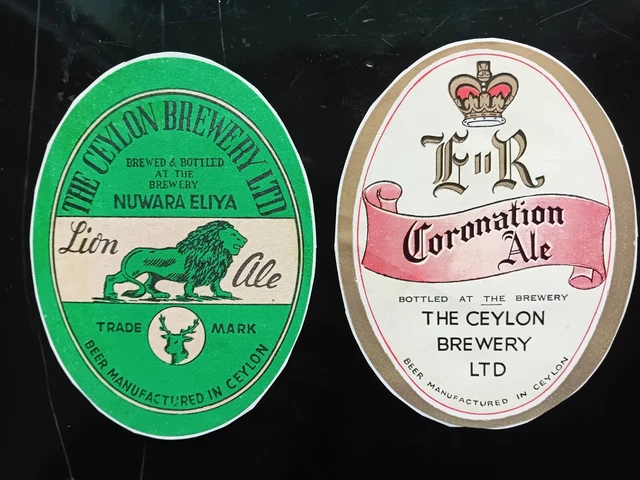 THE CEYLON BREWERY LTD
BREWED & BOTTLED
AT THE
BREWERY
NUWARA ELIYA
Lion
Ale
TRADE MARK
BEER MANUFACTURED IN CEYLON
E II R
Coronation
Ale
BOTTLED AT THE BREWERY
THE CEYLON
BREWERY
LTD
BEER MANUFACTURED IN CEYLON